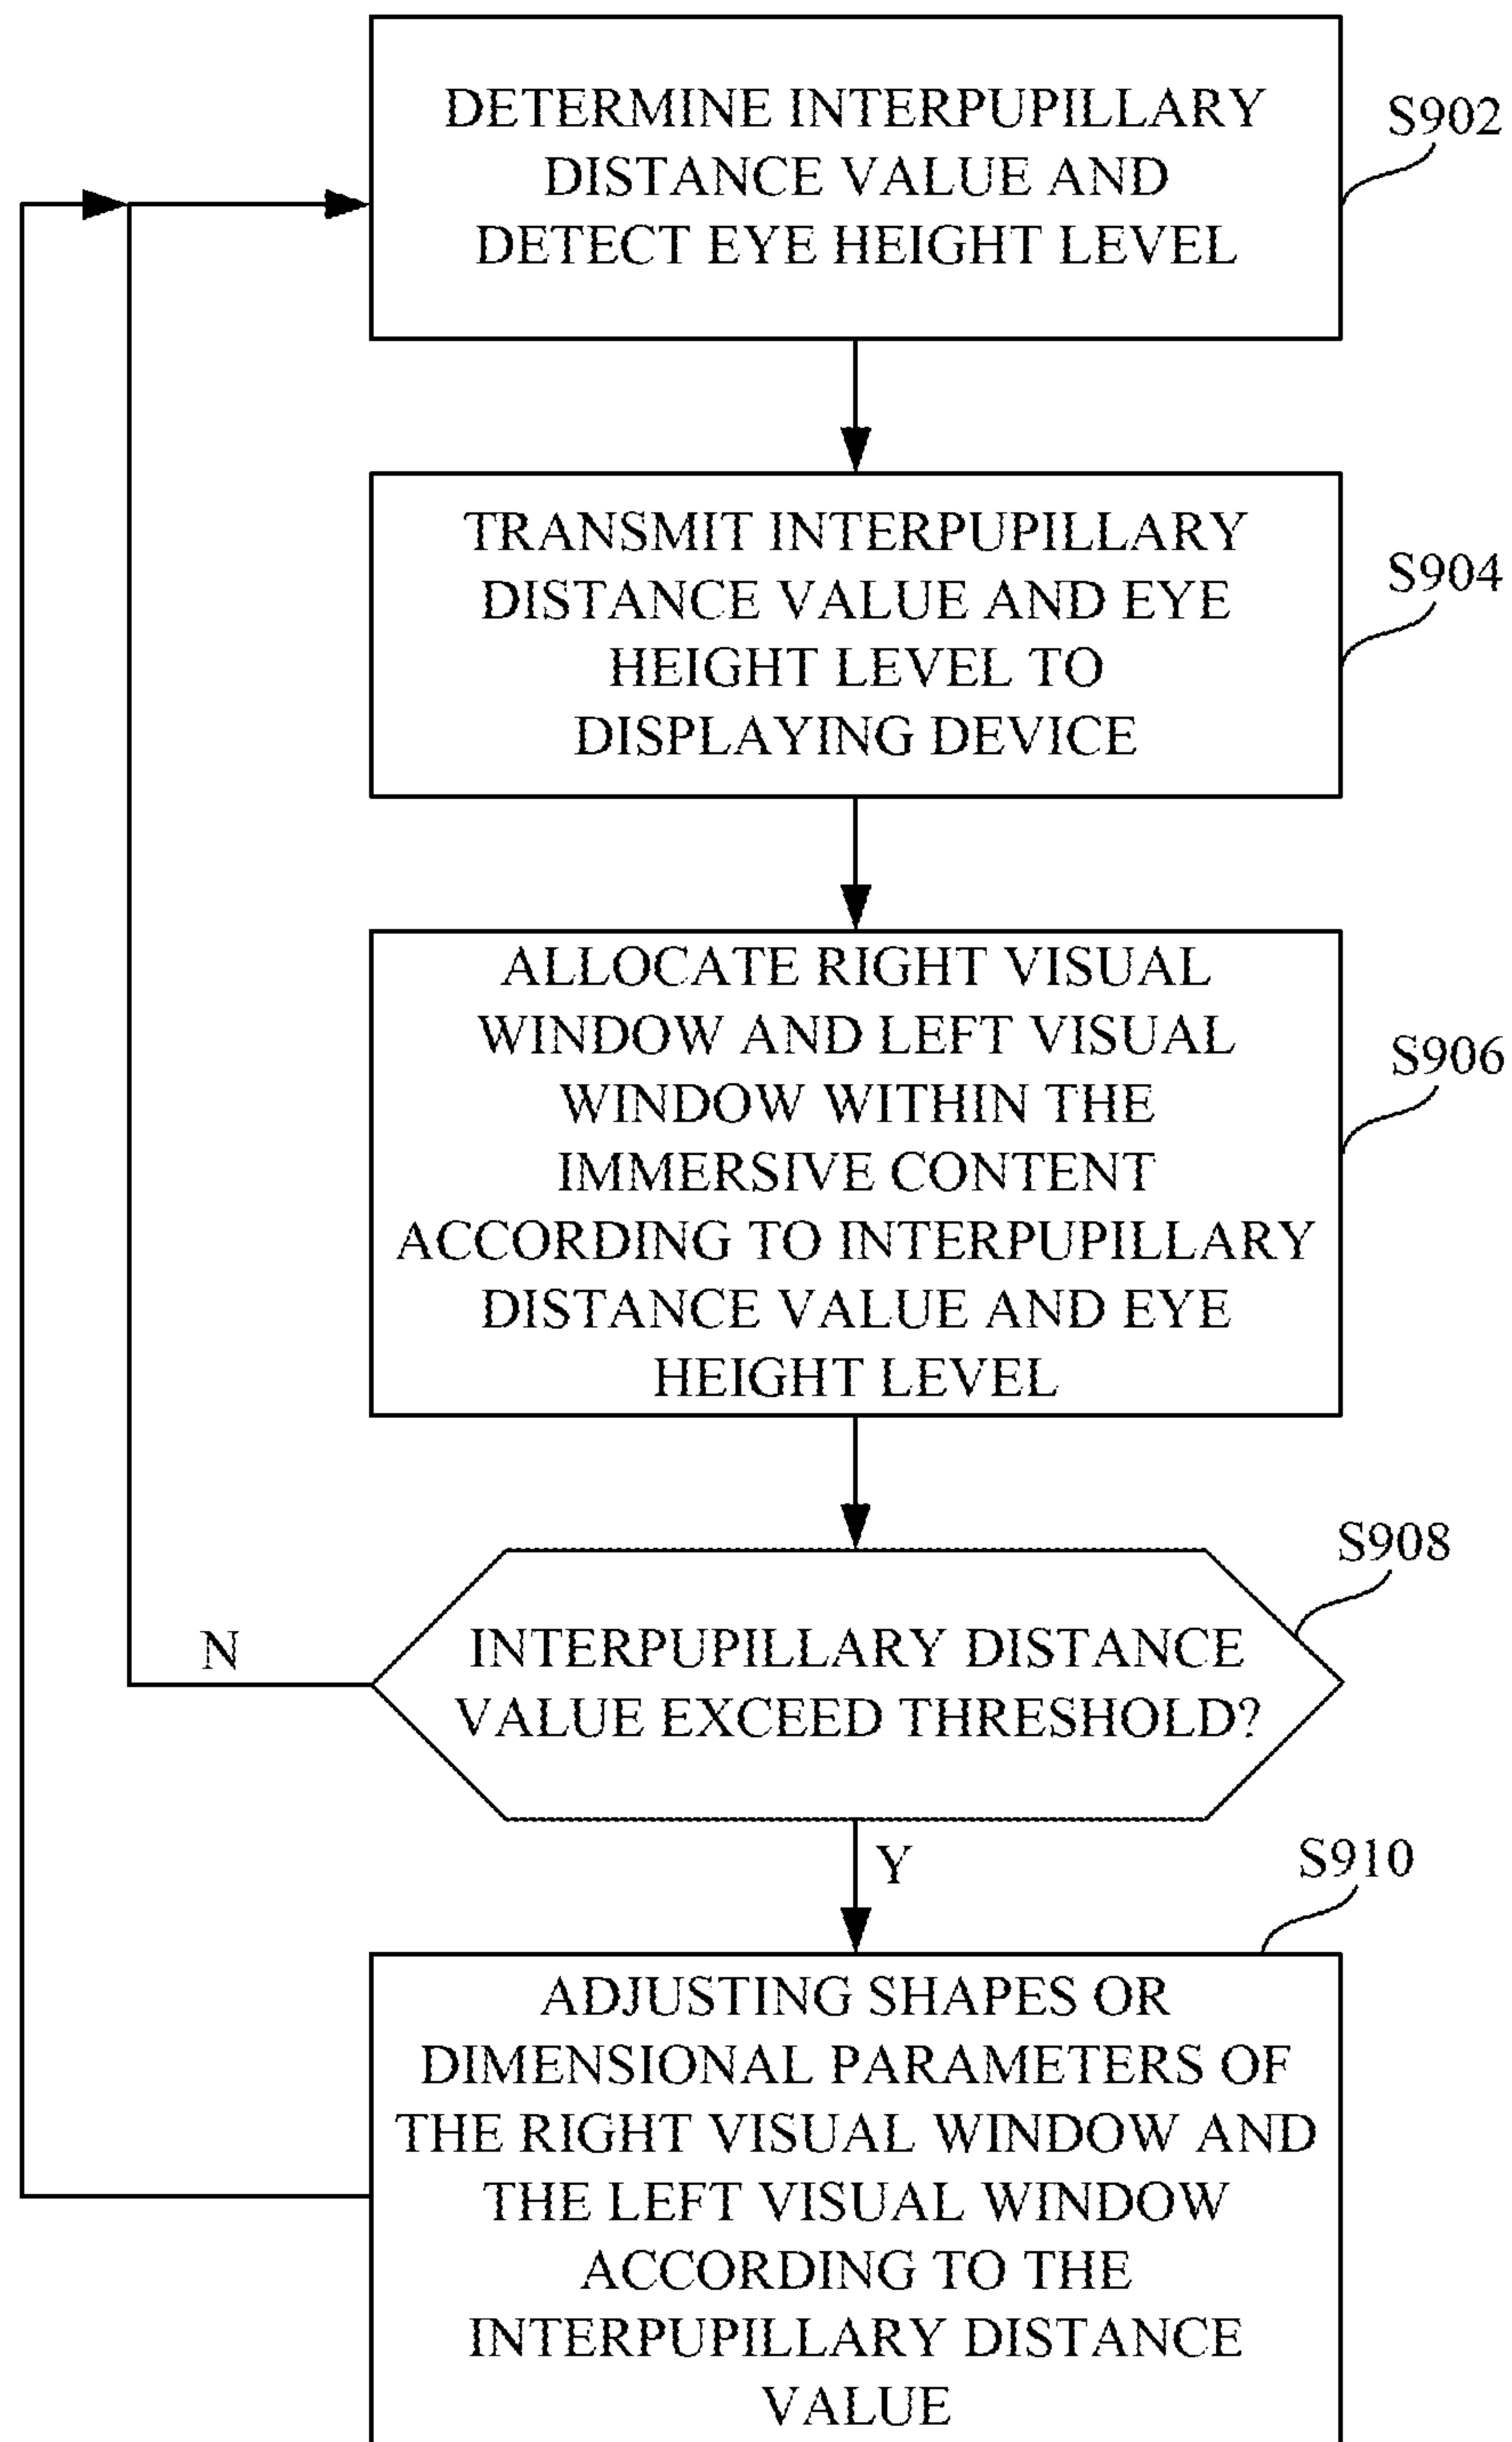 DETERMINE INTERPUPILLARY
DISTANCE VALUE AND
DETECT EYE HEIGHT LEVEL
S902
TRANSMIT INTERPUPILLARY
DISTANCE VALUE AND EYE
HEIGHT LEVEL TO
DISPLAYING DEVICE
S904
ALLOCATE RIGHT VISUAL
WINDOW AND LEFT VISUAL
WINDOW WITHIN THE
IMMERSIVE CONTENT
ACCORDING TO INTERPUPILLARY
DISTANCE VALUE AND EYE
HEIGHT LEVEL
S906
S908
N
INTERPUPILLARY DISTANCE
VALUE EXCEED THRESHOLD?
Y
S910
ADJUSTING SHAPES OR
DIMENSIONAL PARAMETERS OF
THE RIGHT VISUAL WINDOW AND
THE LEFT VISUAL WINDOW
ACCORDING TO THE
INTERPUPILLARY DISTANCE
VALUE